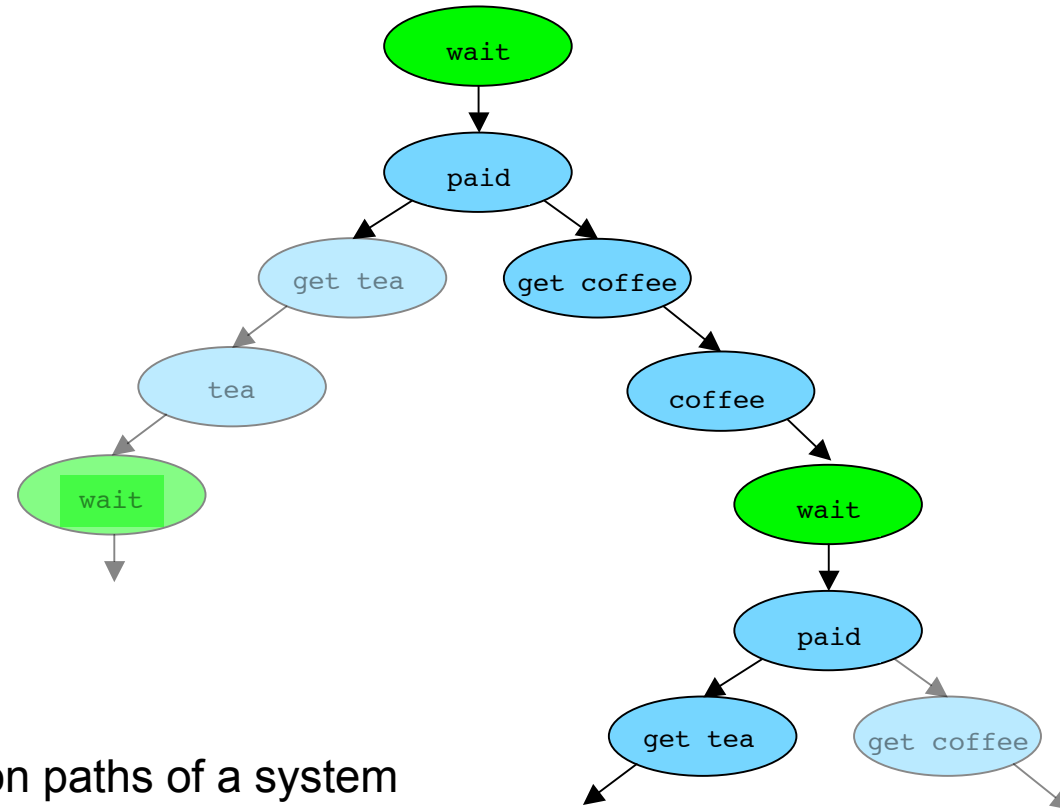 wait
paid
get tea
get coffee
tea
coffee
wait
wait
paid
get tea
get coffee
on paths of a system